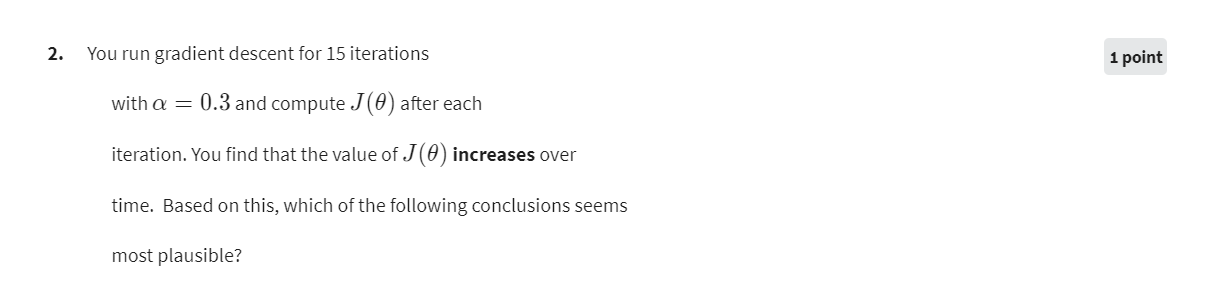 2. You run gradient descent for 15 iterations
1 point
with α = 0.3 and compute J(θ) after each
iteration. You find that the value of J(θ) increases over
time. Based on this, which of the following conclusions seems
most plausible?